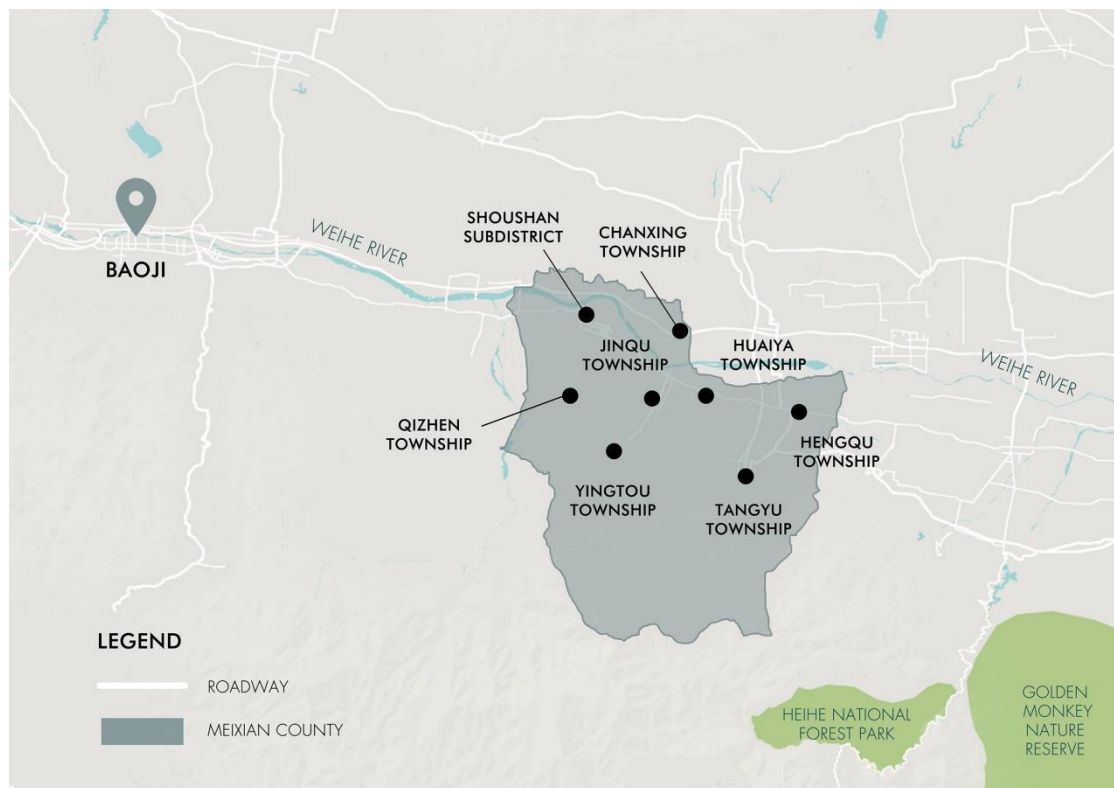 SHOUSHAN
SUBDISTRICT
CHANXING
TOWNSHIP
WEIHE RIVER
BAOJI
JINQU
TOWNSHIP
HUAIYA
TOWNSHIP
WEIHE RIVER
QIZHEN
TOWNSHIP
HENGQU
TOWNSHIP
YINGTOU
TOWNSHIP
TANGYU
TOWNSHIP
LEGEND
ROADWAY
MEIXIAN COUNTY
HEIHE NATIONAL
FOREST PARK
GOLDEN
MONKEY
NATURE
RESERVE